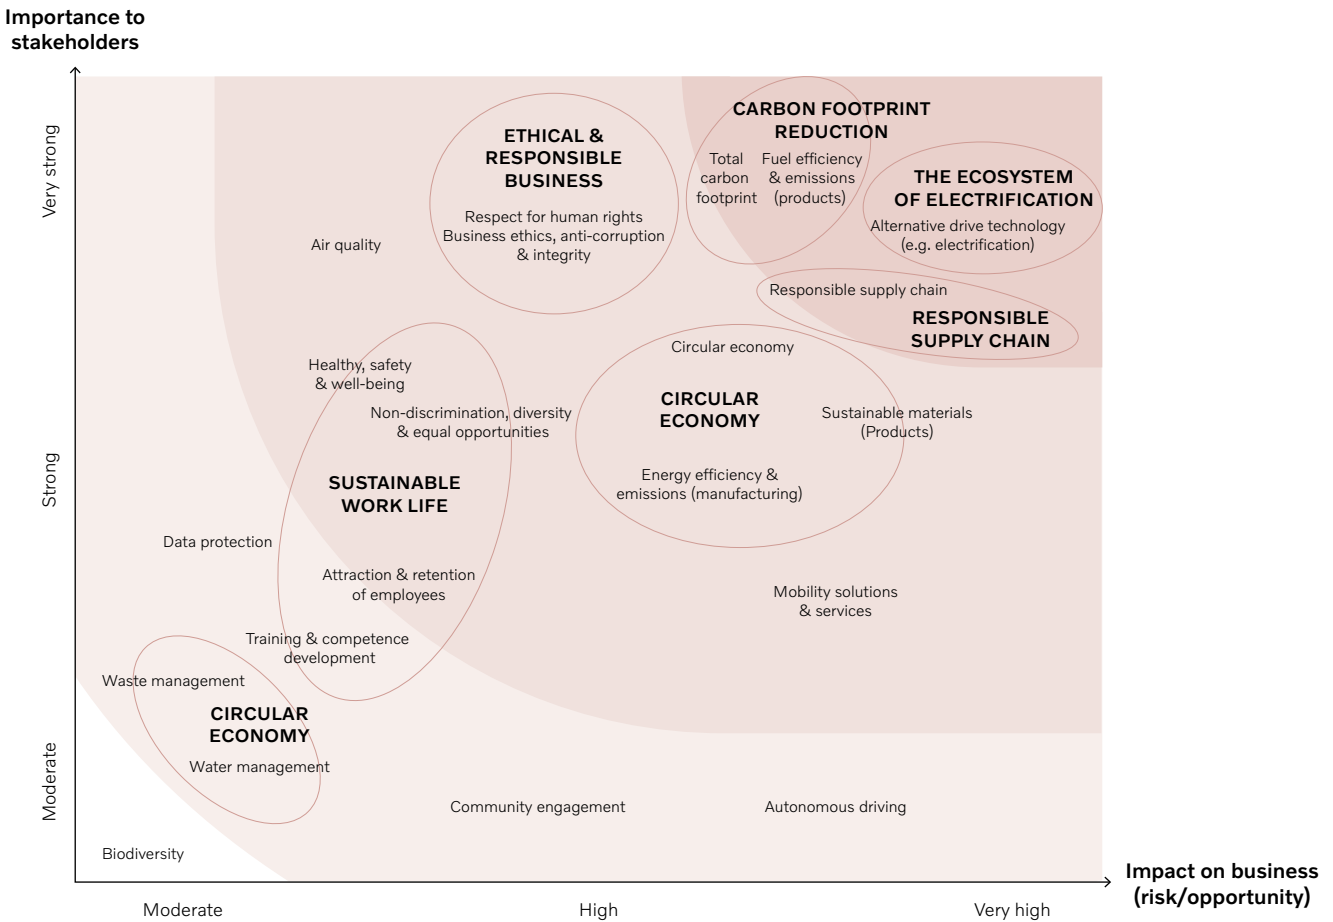 Importance to
stakeholders
Very strong
Strong
Moderate
CARBON FOOTPRINT
REDUCTION
Total
carbon
footprint
Fuel efficiency
& emissions
(products)
ETHICAL &
RESPONSIBLE
BUSINESS
Respect for human rights
Business ethics, anti-corruption
& integrity
THE ECOSYSTEM
OF ELECTRIFICATION
Alternative drive technology
(e.g. electrification)
Air quality
Responsible supply chain
RESPONSIBLE
SUPPLY CHAIN
Circular economy
CIRCULAR
ECONOMY
Sustainable materials
(Products)
Energy efficiency &
emissions (manufacturing)
Healthy, safety
& well-being
Non-discrimination, diversity
& equal opportunities
SUSTAINABLE
WORK LIFE
Data protection
Attraction & retention
of employees
Mobility solutions
& services
Training & competence
development
Waste management
CIRCULAR
ECONOMY
Water management
Community engagement
Autonomous driving
Biodiversity
Impact on business
(risk/opportunity)
Moderate
High
Very high